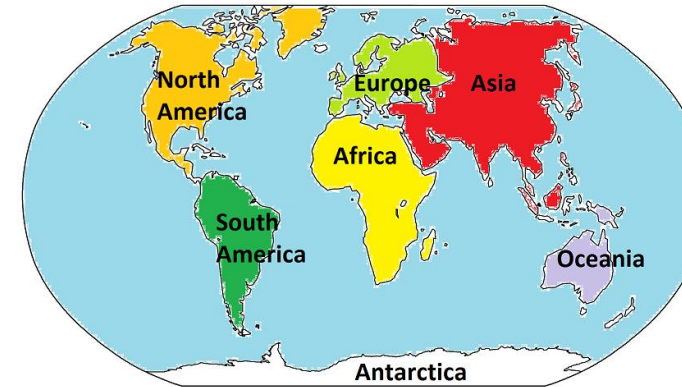 North
America
Europe
Asia
Africa
South
America
Oceania
Antarctica